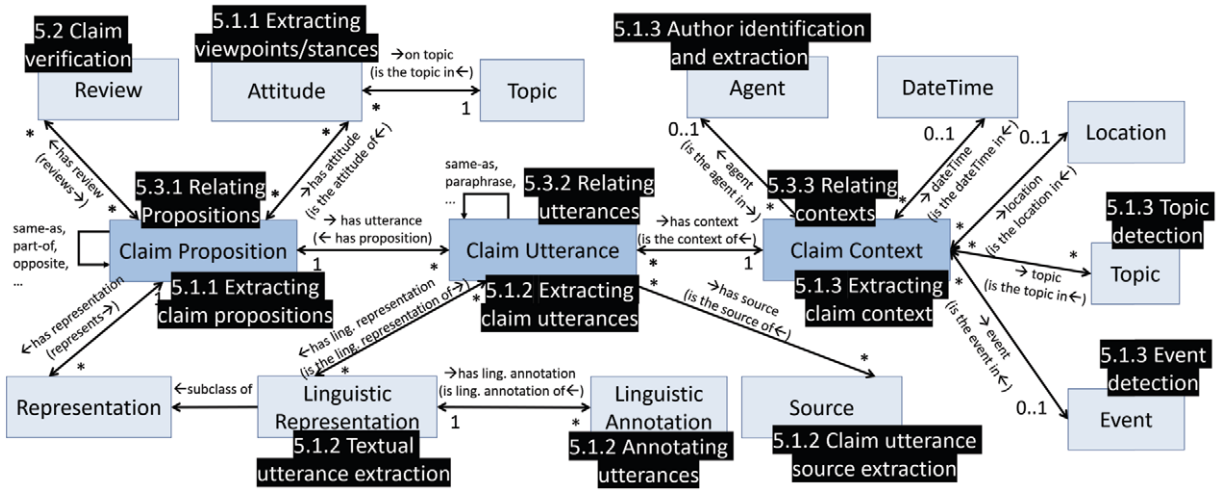 5.2 Claim
verification
Review
5.1.1 Extracting
viewpoints/stances
Attitude
→on topic
(is the topic in←)
*
1
Topic
5.1.3 Author identification
and extraction
Agent
0..1
DateTime
0..1
Location
0..1
*
←has review
(reviews→)
*
*
*
→has attitude
(is the attitude of←)
*
← agent
(is the agent in→)
*
→ dateTime
(is the dateTime in←)
*
→location
(is the location in←)
*
5.3.1 Relating
Propositions
same-as,
part-of,
opposite,
...
Claim Proposition
5.1.1 Extracting
claim propositions
→ has utterance
(← has proposition)
1
*
same-as,
paraphrase,
...
5.3.2 Relating
utterances
Claim Utterance
5.1.2 Extracting
claim utterances
→has context
(is the context of←)
*
1
5.3.3 Relating
contexts
Claim Context
5.1.3 Extracting
claim context
5.1.3 Topic
detection
Topic
*
→ topic
(is the topic in←)
*
1
←has representation
(represents→)
*
Representation
←subclass of
←has ling. representation
(is the ling. representation of→)
*
*
Linguistic
Representation
5.1.2 Textual
utterance extraction
→has ling. annotation
(is ling. annotation of←)
1
*
Linguistic
Annotation
5.1.2 Annotating
utterances
*
→has source
(is the source of←)
*
Source
5.1.2 Claim utterance
source extraction
*
→ event
(is the event in←)
0..1
5.1.3 Event
detection
Event